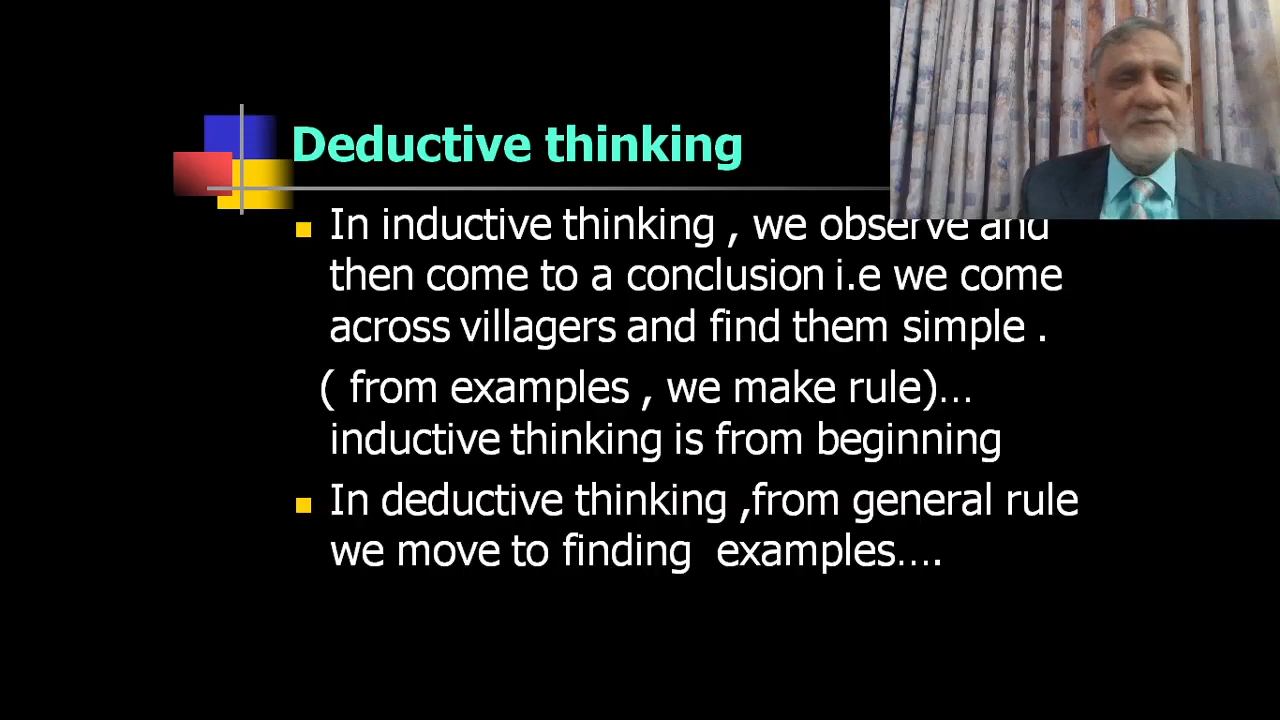 Deductive thinking
In inductive thinking , we observe and
then come to a conclusion i.e we come
across villagers and find them simple .
( from examples , we make rule)...
inductive thinking is from beginning
In deductive thinking ,from general rule
we move to finding examples....